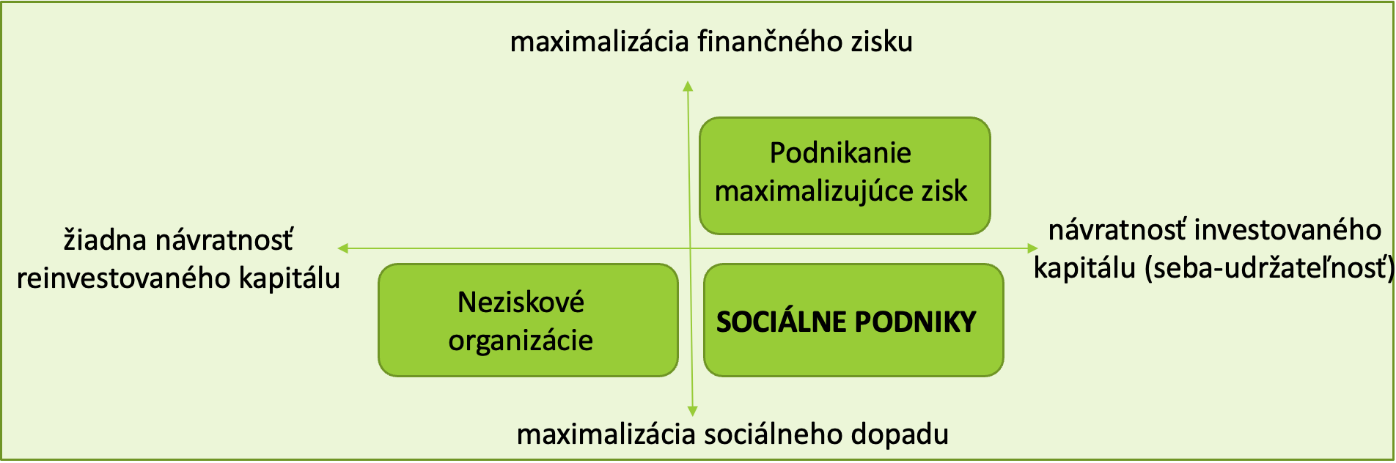 maximalizácia finančného zisku
Podnikanie
maximalizujúce zisk
žiadna návratnosť
reinvestovaného kapitálu
návratnosť investovaného
kapitálu (seba-udržateľnosť)
Neziskové
organizácie
SOCIÁLNE PODNIKY
maximalizácia sociálneho dopadu